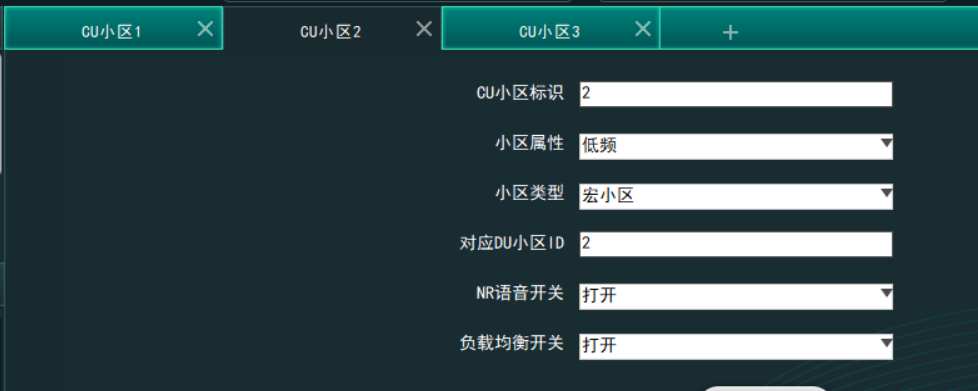 CU小区1 CU小区2 CU小区3
CU小区标识 2
小区属性 低频
小区类型 宏小区
对应DU小区ID 2
NR语音开关 打开
负载均衡开关 打开